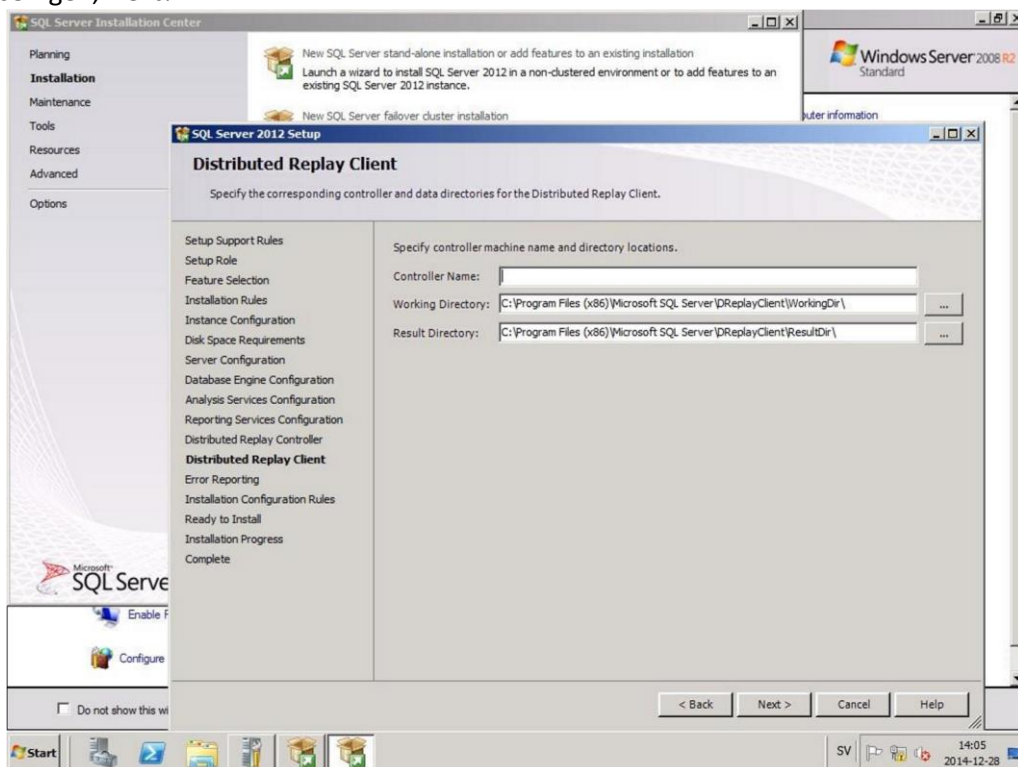 SQL Server Installation Center
Planning
Installation
Maintenance
Tools
Resources
Advanced
Options
New SQL Server stand-alone installation or add features to an existing installation
Launch a wizard to install SQL Server 2012 in a non-clustered environment or to add features to an
existing SQL Server 2012 instance.
New SQL Server failover cluster installation
Windows Server 2008 R2
Standard
puter information
SQL Server 2012 Setup
Distributed Replay Client
Specify the corresponding controller and data directories for the Distributed Replay Client.
Setup Support Rules
Setup Role
Feature Selection
Installation Rules
Instance Configuration
Disk Space Requirements
Server Configuration
Database Engine Configuration
Analysis Services Configuration
Reporting Services Configuration
Distributed Replay Controller
Distributed Replay Client
Error Reporting
Installation Configuration Rules
Ready to Install
Installation Progress
Complete
Specify controller machine name and directory locations.
Controller Name:
Working Directory: C:\Program Files (x86)\Microsoft SQL Server\DReplayClient\WorkingDir\ ...
Result Directory: C:\Program Files (x86)\Microsoft SQL Server\DReplayClient\ResultDir\ ...
Microsoft
SQL Serve
Enable
Configure
Do not show this wi
< Back Next > Cancel Help
Start
SV
14:05
2014-12-28